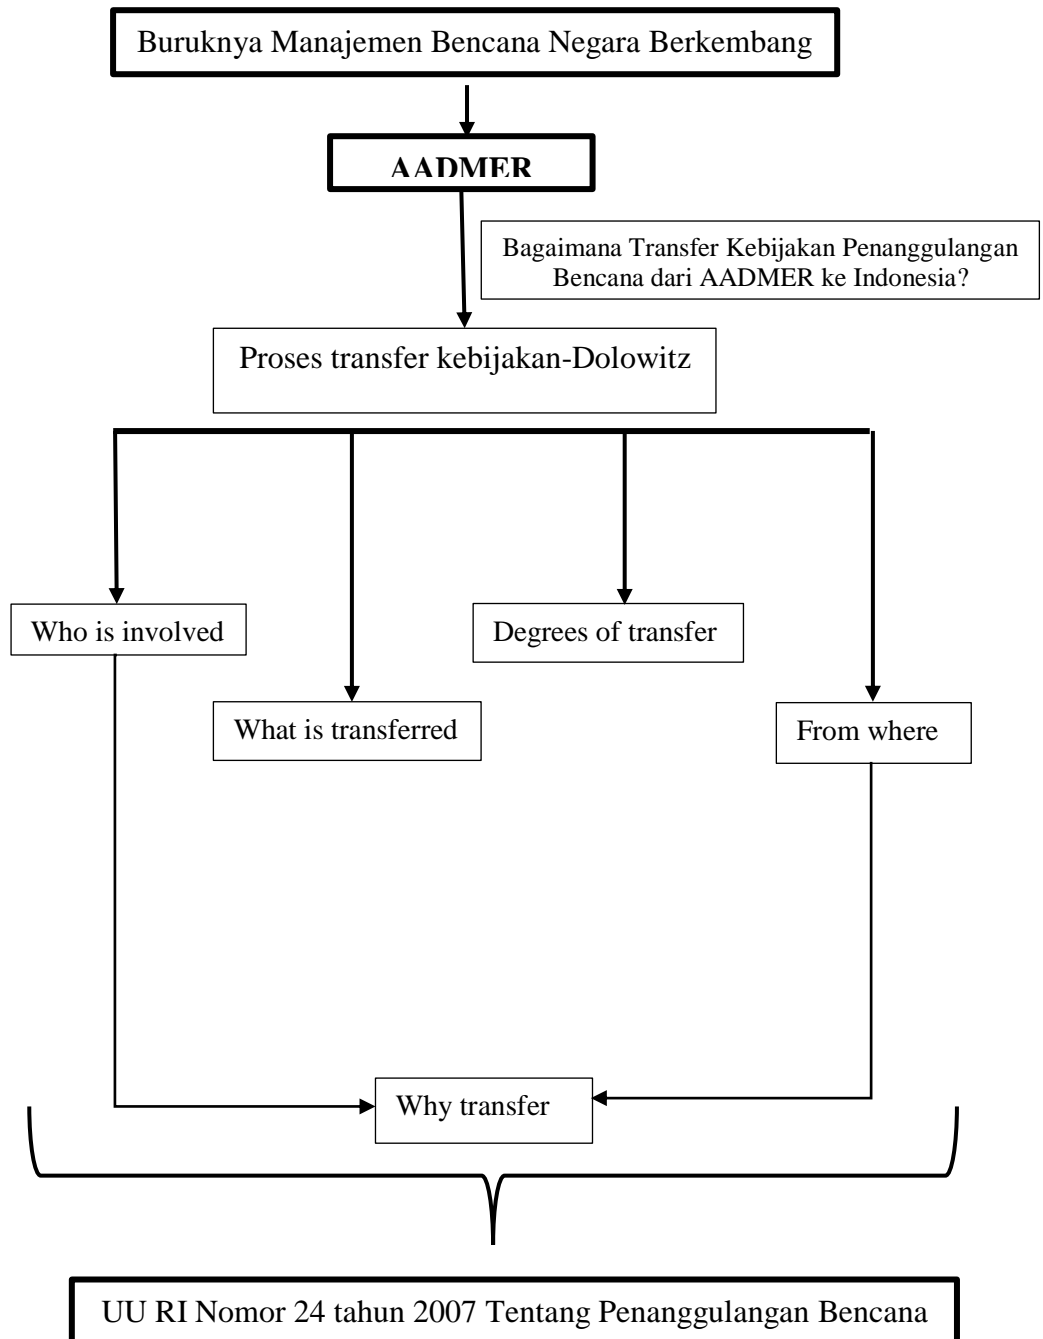 Buruknya Manajemen Bencana Negara Berkembang
AADMER
Bagaimana Transfer Kebijakan Penanggulangan
Bencana dari AADMER ke Indonesia?
Proses transfer kebijakan-Dolowitz
Who is involved
Degrees of transfer
What is transferred
From where
Why transfer
UU RI Nomor 24 tahun 2007 Tentang Penanggulangan Bencana